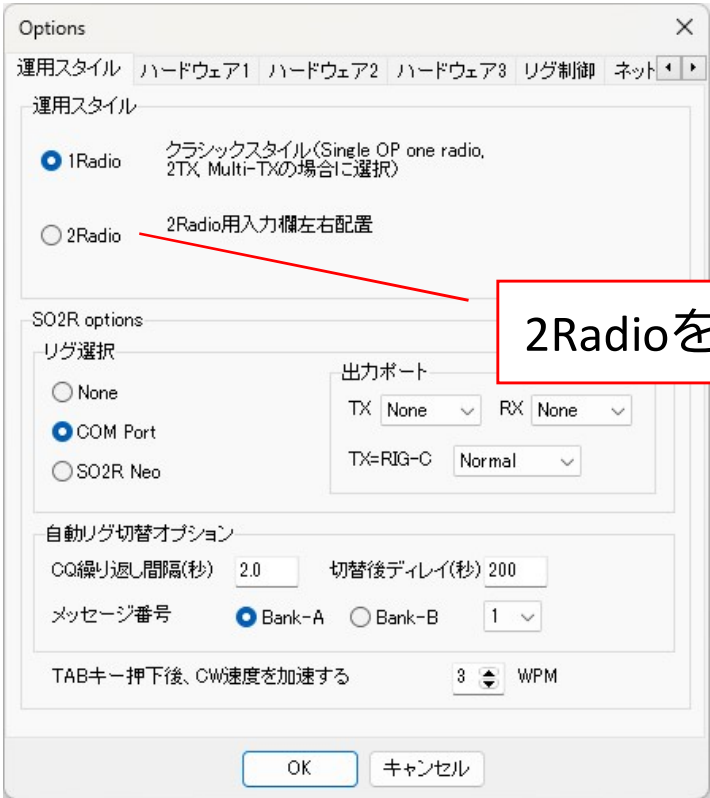 Options
運用スタイル ハードウェア1 ハードウェア2 ハードウェア3 リグ制御 ネット
運用スタイル
1Radio クラシックスタイル(Single OP one radio,
2TX, Multi-TXの場合に選択)
2Radio 2Radio用入力欄左右配置
2Radioを
SO2R options
リグ選択
None
COM Port
SO2R Neo
出力ポート
TX None RX None
TX=RIG-C Normal
自動リグ切替オプション
CQ繰り返し間隔(秒) 2.0 切替後ディレイ(秒) 200
メッセージ番号 Bank-A Bank-B 1
TABキー押下後、CW速度を加速する 3 WPM
OK キャンセル